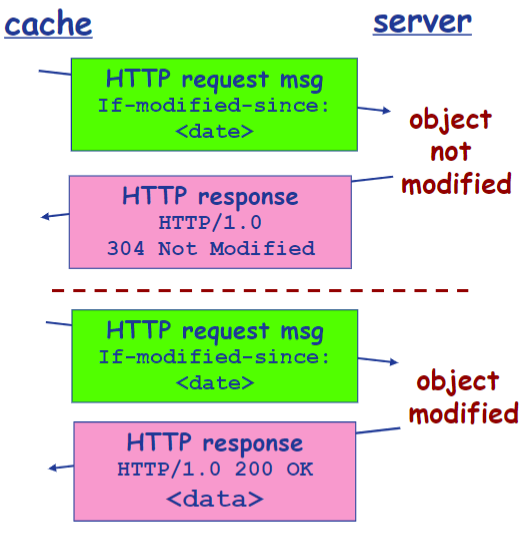 cache
server
HTTP request msg
If-modified-since:
<date>
object
not
modified
HTTP response
HTTP/1.0
304 Not Modified
HTTP request msg
If-modified-since:
<date>
object
modified
HTTP response
HTTP/1.0 200 OK
<data>